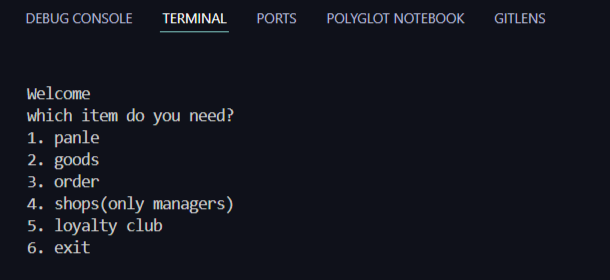 DEBUG CONSOLE TERMINAL PORTS POLYGLOT NOTEBOOK GITLENS
Welcome
which item do you need?
1. panle
2. goods
3. order
4. shops(only managers)
5. loyalty club
6. exit